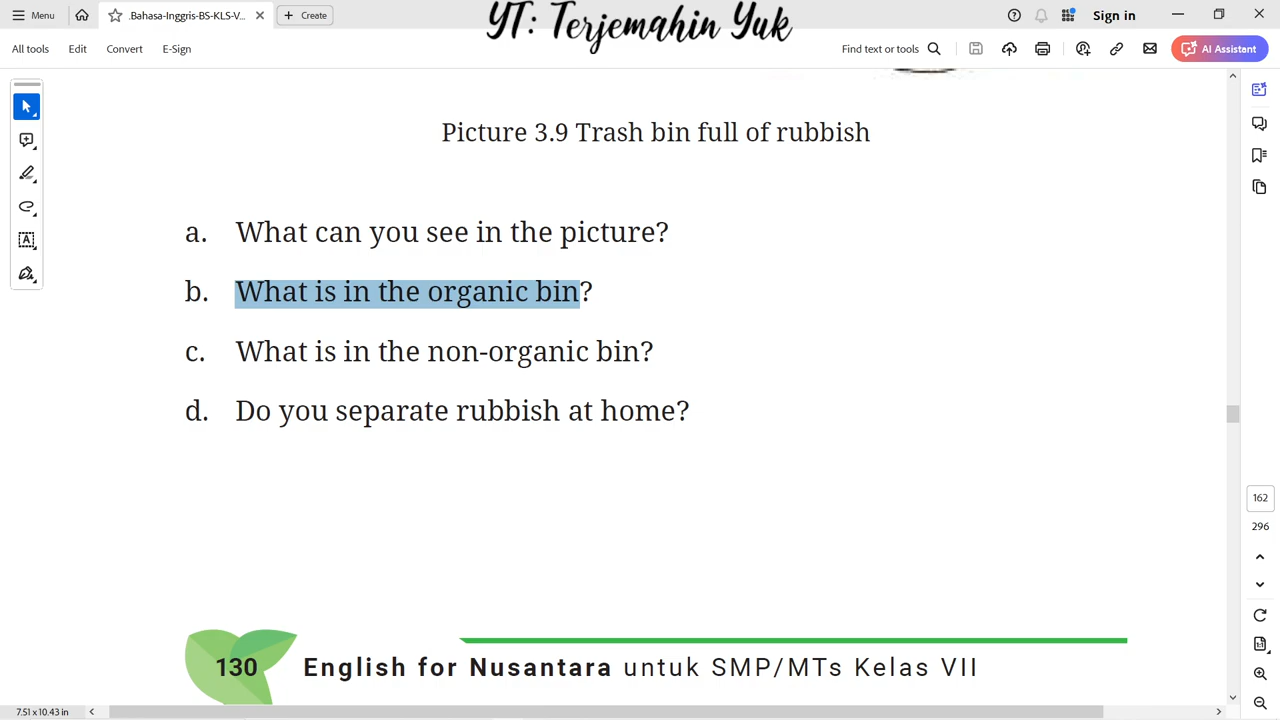 Menu
.Bahasa-Inggris-BS-KLS-V...
Create
YT: Terjemahin Yuk
Sign in
All tools
Edit
Convert
E-Sign
Find text or tools
AI Assistant
Picture 3.9 Trash bin full of rubbish
a. What can you see in the picture?
b. What is in the organic bin?
c. What is in the non-organic bin?
d. Do you separate rubbish at home?
162
296
130 English for Nusantara untuk SMP/MTs Kelas VII
7.51 x 10.43 in